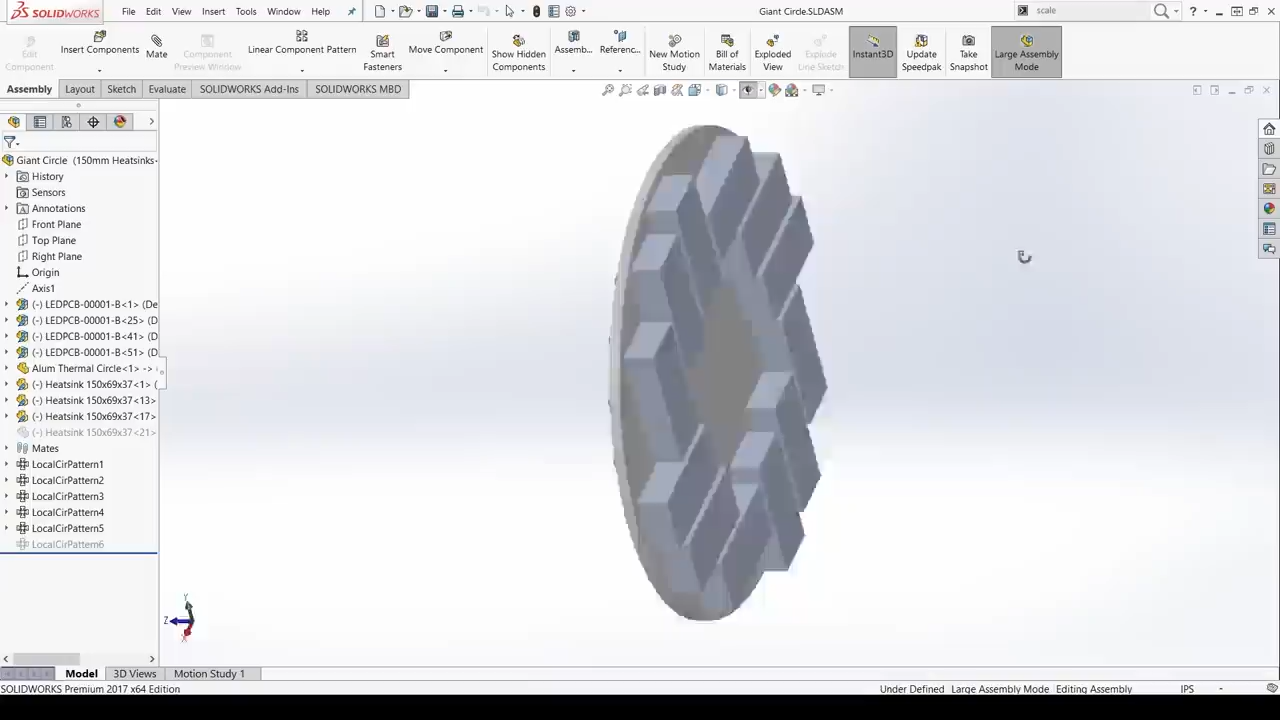 SOLIDWORKS File Edit View Insert Tools Window Help Giant Circle.SLDASM scale
Edit Component
Insert Components
Mate
Component Preview Window
Linear Component Pattern
Smart Fasteners
Move Component
Show Hidden Components
Assemb...
Referenc...
New Motion Study
Bill of Materials
Exploded View
Explode Line Sketch
Instant3D
Update Speedpak
Take Snapshot
Large Assembly Mode
Assembly Layout Sketch Evaluate SOLIDWORKS Add-Ins SOLIDWORKS MBD
Giant Circle (150mm Heatsinks-
History
Sensors
Annotations
Front Plane
Top Plane
Right Plane
Origin
Axis1
(-) LEDPCB-00001-B<1> (De
(-) LEDPCB-00001-B<25> (D
(-) LEDPCB-00001-B<41> (D
(-) LEDPCB-00001-B<51> (D
Alum Thermal Circle<1> ->
(-) Heatsink 150x69x37<1> (
(-) Heatsink 150x69x37<13>
(-) Heatsink 150x69x37<17>
(-) Heatsink 150x69x37<21>
Mates
LocalCirPattern1
LocalCirPattern2
LocalCirPattern3
LocalCirPattern4
LocalCirPattern5
LocalCirPattern6
Y
Z
X
Model 3D Views Motion Study 1
SOLIDWORKS Premium 2017 x64 Edition Under Defined Large Assembly Mode Editing Assembly IPS